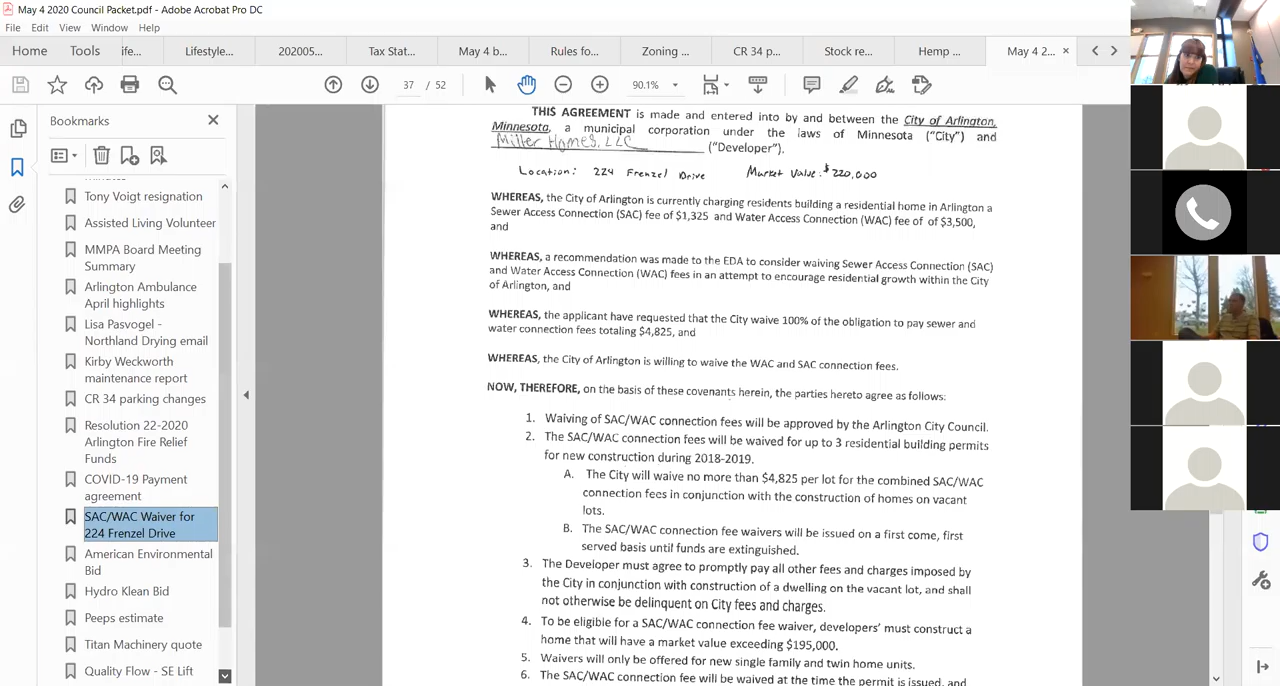 May 4 2020 Council Packet.pdf - Adobe Acrobat Pro DC
File Edit View Window Help
Home Tools ife... Lifestyle... 202005... Tax Stat... May 4 b... Rules fo... Zoning ... CR 34 p... Stock re... Hemp ... May 4 2... ×
37 / 52 90.1%
Bookmarks
Tony Voigt resignation
Assisted Living Volunteer
MMPA Board Meeting
Summary
Arlington Ambulance
April highlights
Lisa Pasvogel -
Northland Drying email
Kirby Weckworth
maintenance report
CR 34 parking changes
Resolution 22-2020
Arlington Fire Relief
Funds
COVID-19 Payment
agreement
SAC/WAC Waiver for
224 Frenzel Drive
American Environmental
Bid
Hydro Klean Bid
Peeps estimate
Titan Machinery quote
Quality Flow - SE Lift
THIS AGREEMENT is made and entered into by and between the City of Arlington,
Minnesota, a municipal corporation under the laws of Minnesota ("City") and
Miller Homes, LLC ("Developer").
Location: 224 Frenzel Drive Market Value: $220,000
WHEREAS, the City of Arlington is currently charging residents building a residential home in Arlington a
Sewer Access Connection (SAC) fee of $1,325 and Water Access Connection (WAC) fee of of $3,500,
and
WHEREAS, a recommendation was made to the EDA to consider waiving Sewer Access Connection (SAC)
and Water Access Connection (WAC) fees in an attempt to encourage residential growth within the City
of Arlington, and
WHEREAS, the applicant have requested that the City waive 100% of the obligation to pay sewer and
water connection fees totaling $4,825, and
WHEREAS, the City of Arlington is willing to waive the WAC and SAC connection fees.
NOW, THEREFORE, on the basis of these covenants herein, the parties hereto agree as follows:
1. Waiving of SAC/WAC connection fees will be approved by the Arlington City Council.
2. The SAC/WAC connection fees will be waived for up to 3 residential building permits
for new construction during 2018-2019.
A. The City will waive no more than $4,825 per lot for the combined SAC/WAC
connection fees in conjunction with the construction of homes on vacant
lots.
B. The SAC/WAC connection fee waivers will be issued on a first come, first
served basis until funds are extinguished.
3. The Developer must agree to promptly pay all other fees and charges imposed by
the City in conjunction with construction of a dwelling on the vacant lot, and shall
not otherwise be delinquent on City fees and charges.
4. To be eligible for a SAC/WAC connection fee waiver, developers' must construct a
home that will have a market value exceeding $195,000.
5. Waivers will only be offered for new single family and twin home units.
6. The SAC/WAC connection fee will be waived at the time the permit is issued, and